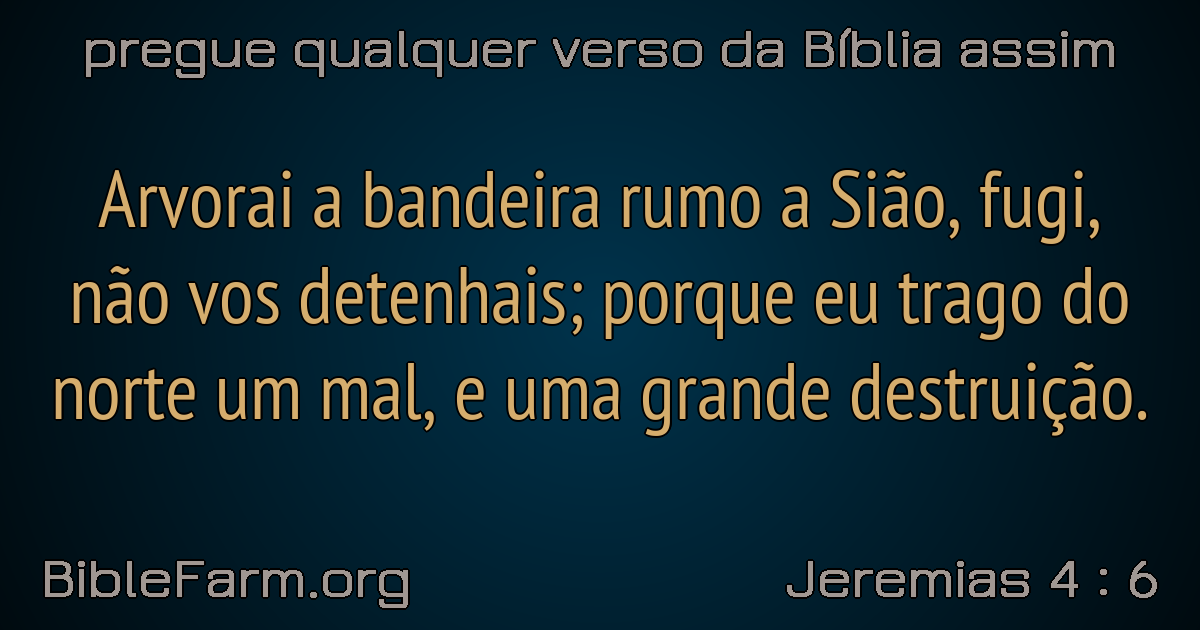 pregue qualquer verso da Bíblia assim
Arvorai a bandeira rumo a Sião, fugi,
não vos detenhais; porque eu trago do
norte um mal, e uma grande destruição.
BibleFarm.org
Jeremias 4 : 6